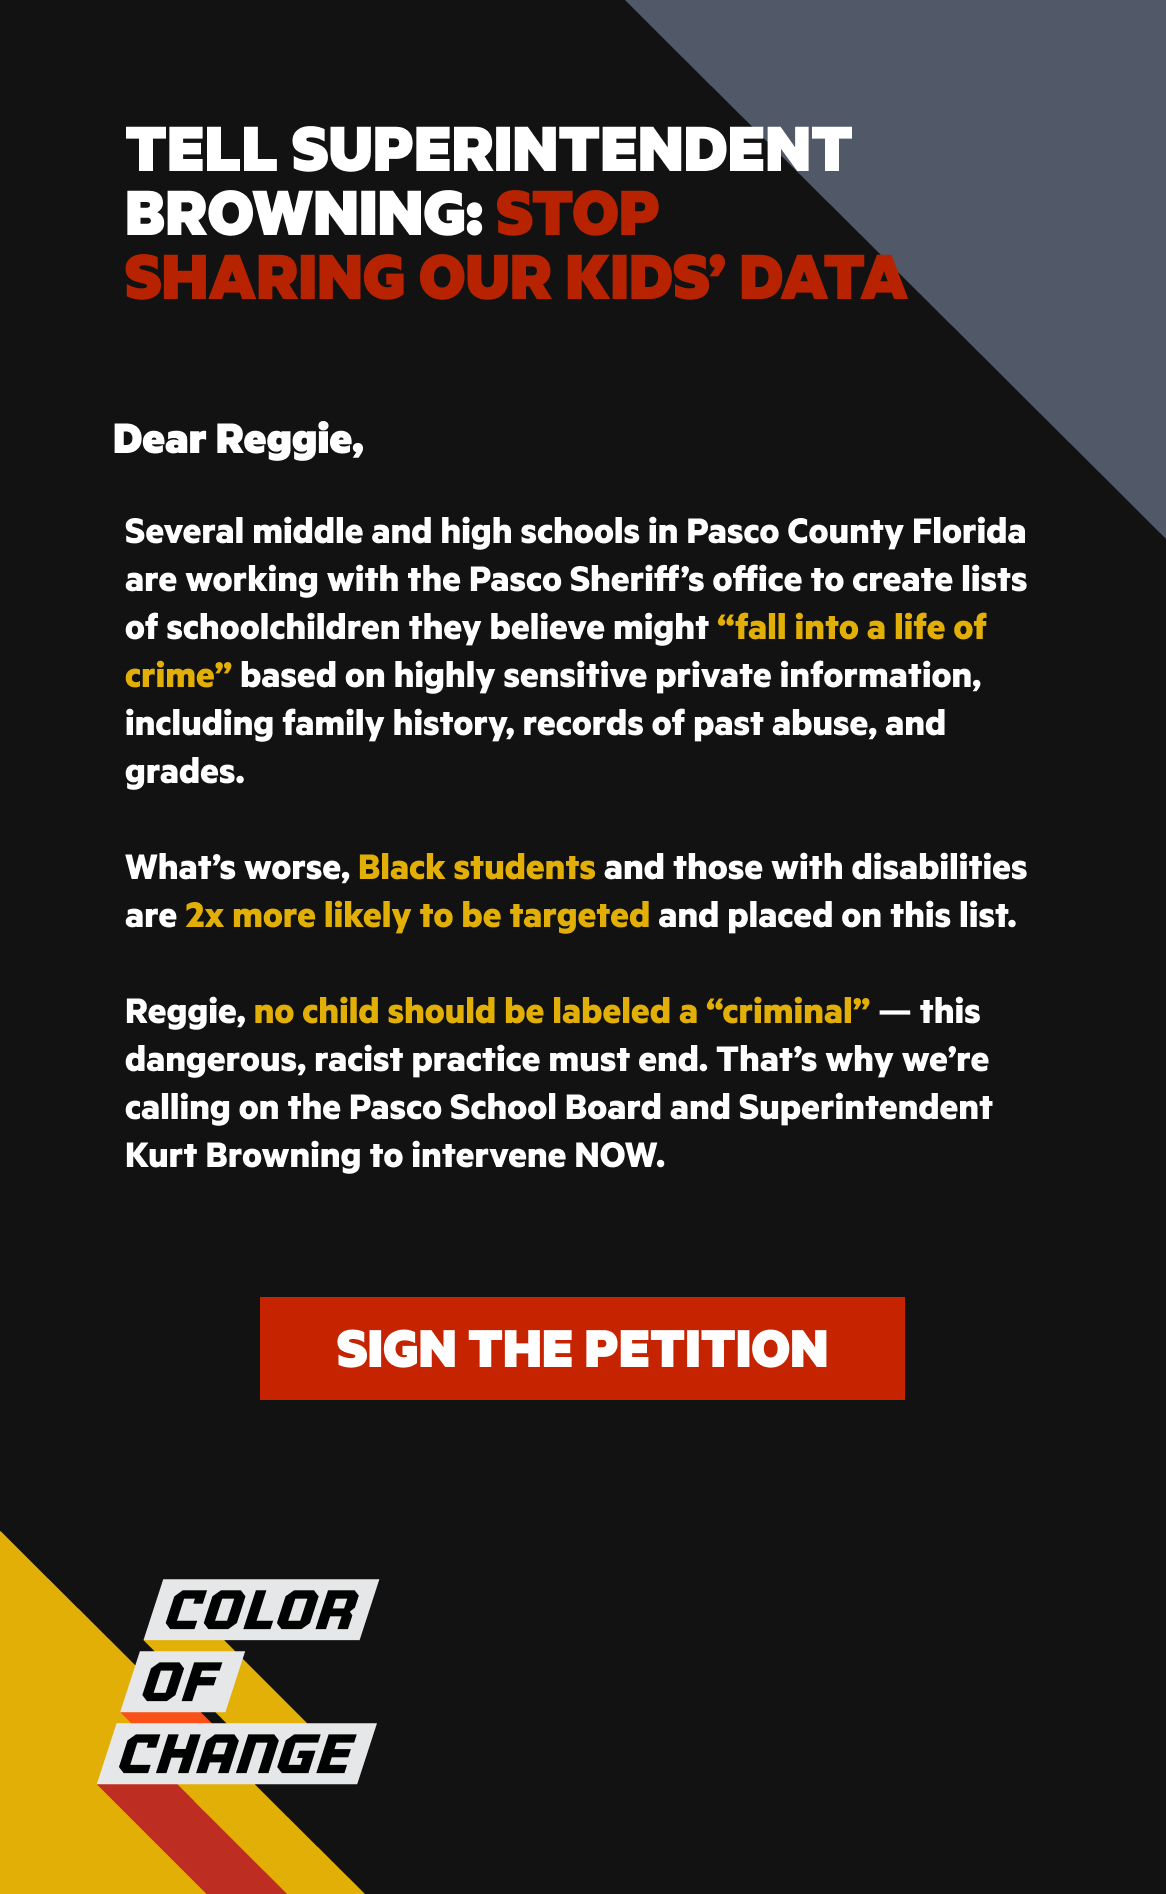 TELL SUPERINTENDENT
BROWNING: STOP
SHARING OUR KIDS’ DATA
Dear Reggie,
Several middle and high schools in Pasco County Florida
are working with the Pasco Sheriff’s office to create lists
of schoolchildren they believe might “fall into a life of
crime” based on highly sensitive private information,
including family history, records of past abuse, and
grades.
What’s worse, Black students and those with disabilities
are 2x more likely to be targeted and placed on this list.
Reggie, no child should be labeled a “criminal” — this
dangerous, racist practice must end. That’s why we’re
calling on the Pasco School Board and Superintendent
Kurt Browning to intervene NOW.
SIGN THE PETITION
COLOR
OF
CHANGE